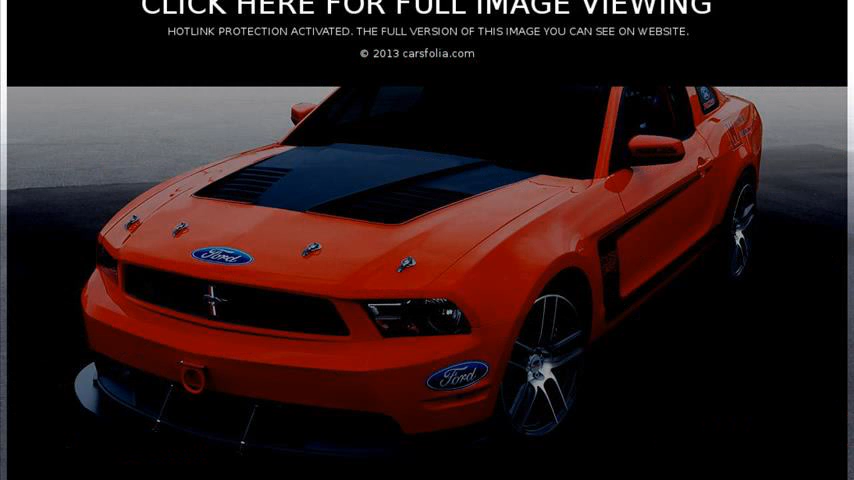 CLICK HERE FOR FULL IMAGE VIEWING
HOTLINK PROTECTION ACTIVATED. THE FULL VERSION OF THIS IMAGE YOU CAN SEE ON WEBSITE.
© 2013 carsfolia.com
Ford
Ford